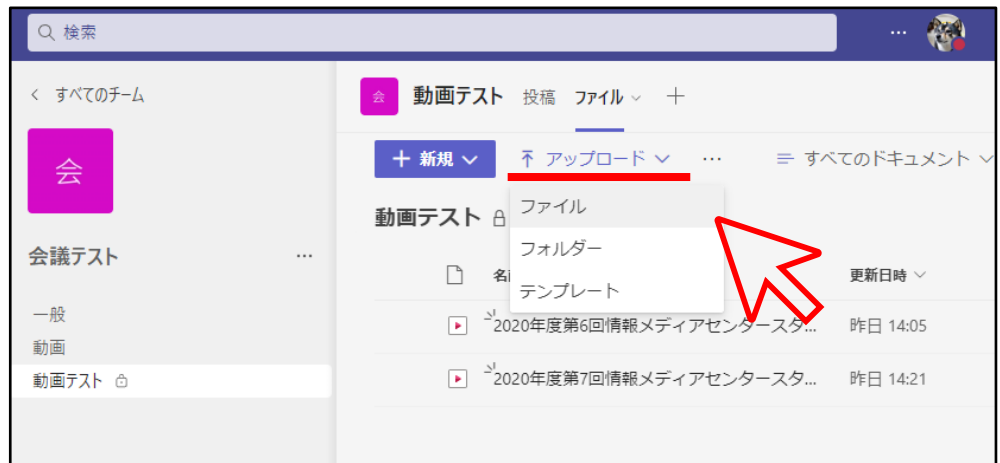 検索
…
< すべてのチーム
会
会議テスト …
一般
動画
動画テスト
会 動画テスト 投稿 ファイル +
+ 新規 アップロード … すべてのドキュメント
ファイル
フォルダー
テンプレート
動画テスト
更新日時
2020年度第6回情報メディアセンタースタ... 昨日 14:05
2020年度第7回情報メディアセンタースタ... 昨日 14:21